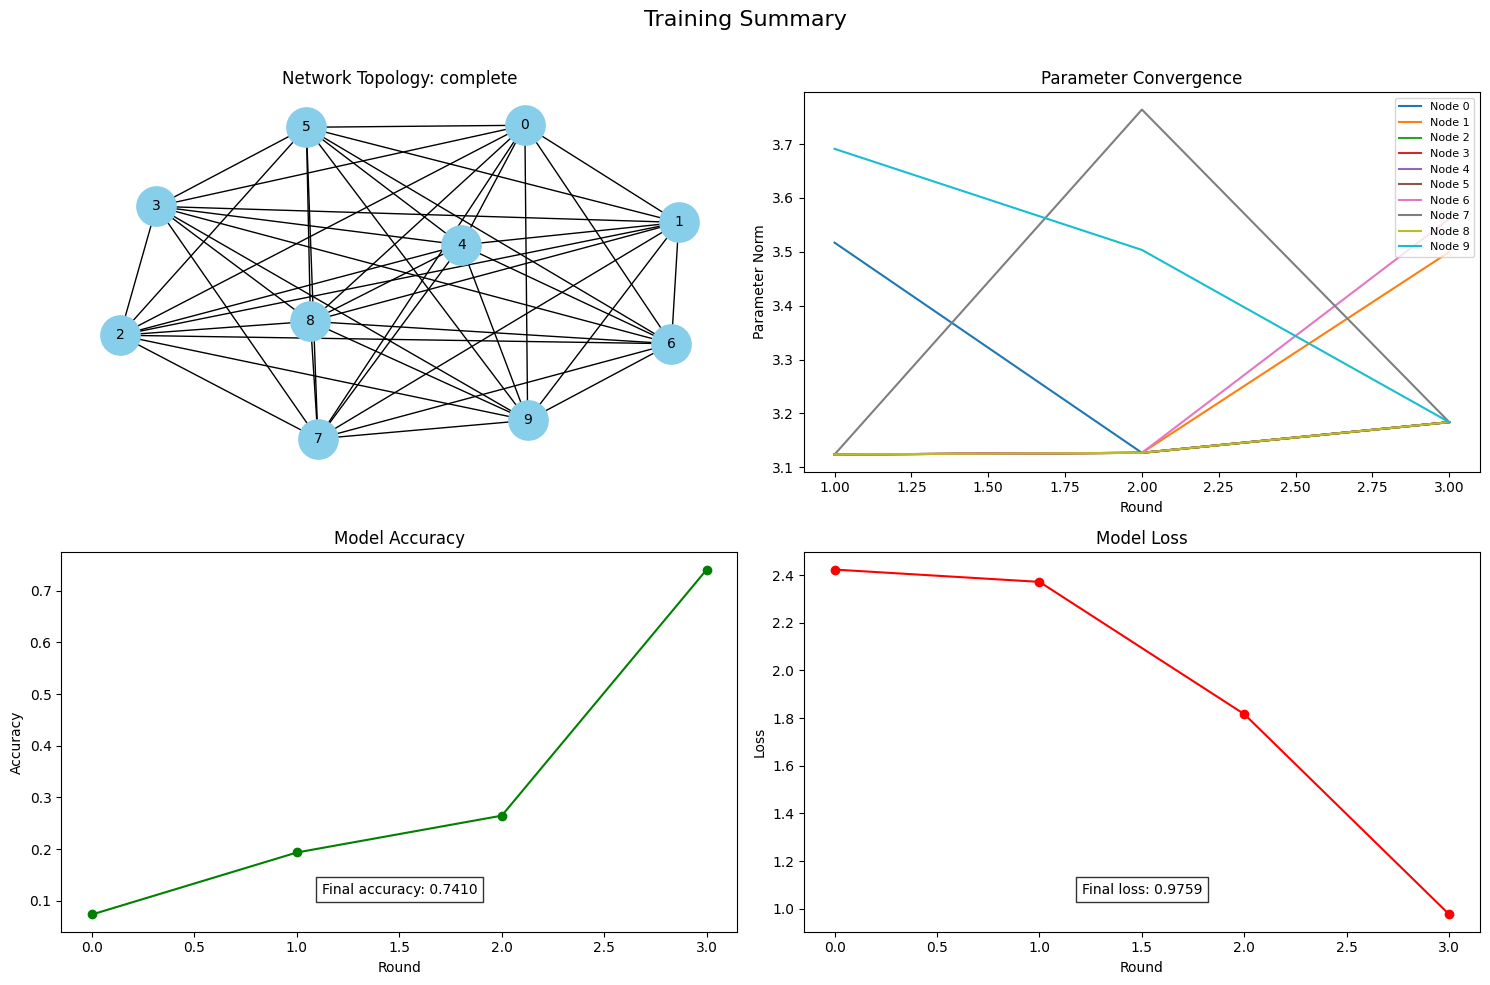 Training Summary
Network Topology: complete
5
0
3
1
4
8
2
6
9
7
Parameter Convergence
Parameter Norm
3.7
3.6
3.5
3.4
3.3
3.2
3.1
1.00 1.25 1.50 1.75 2.00 2.25 2.50 2.75 3.00
Round
Node 0
Node 1
Node 2
Node 3
Node 4
Node 5
Node 6
Node 7
Node 8
Node 9
Model Accuracy
Accuracy
0.7
0.6
0.5
0.4
0.3
0.2
0.1
Final accuracy: 0.7410
0.0 0.5 1.0 1.5 2.0 2.5 3.0
Round
Model Loss
Loss
2.4
2.2
2.0
1.8
1.6
1.4
1.2
1.0
Final loss: 0.9759
0.0 0.5 1.0 1.5 2.0 2.5 3.0
Round